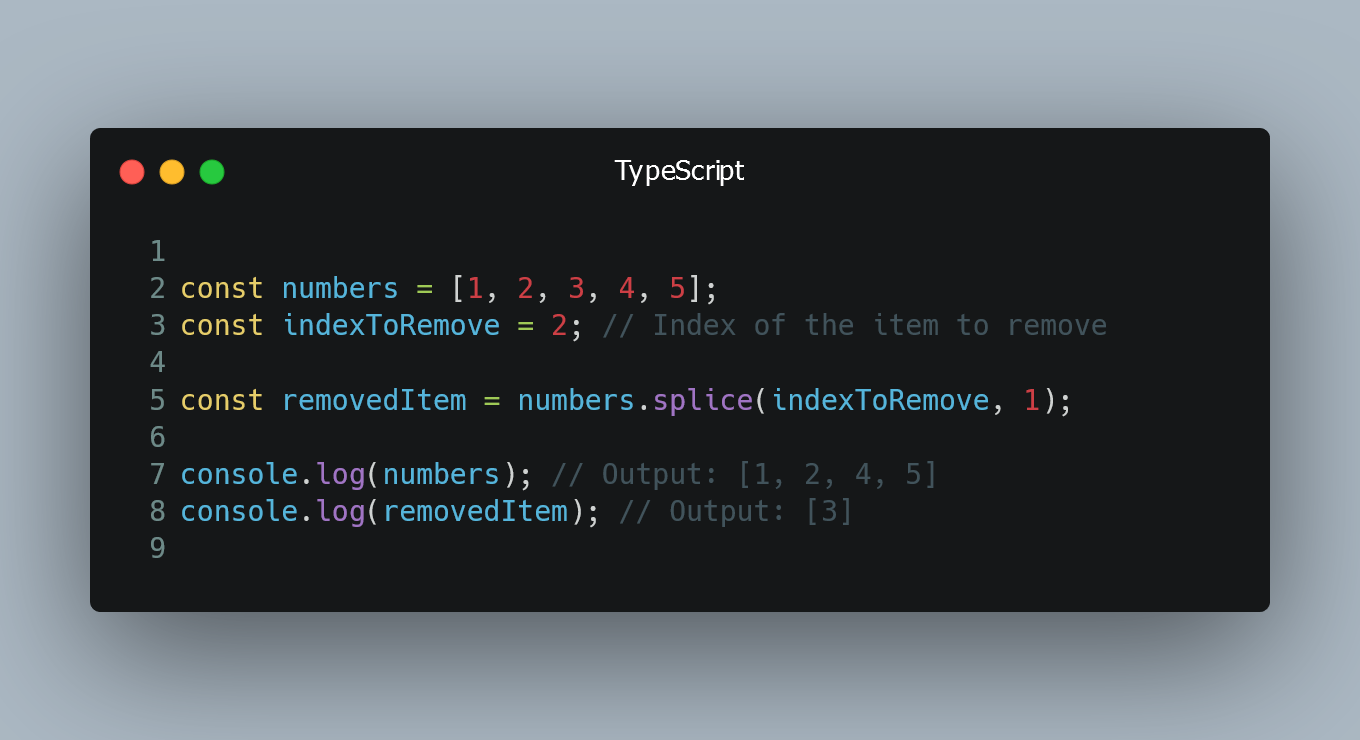 TypeScript
1
2 const numbers = [1, 2, 3, 4, 5];
3 const indexToRemove = 2; // Index of the item to remove
4
5 const removedItem = numbers.splice(indexToRemove, 1);
6
7 console.log(numbers); // Output: [1, 2, 4, 5]
8 console.log(removedItem); // Output: [3]
9